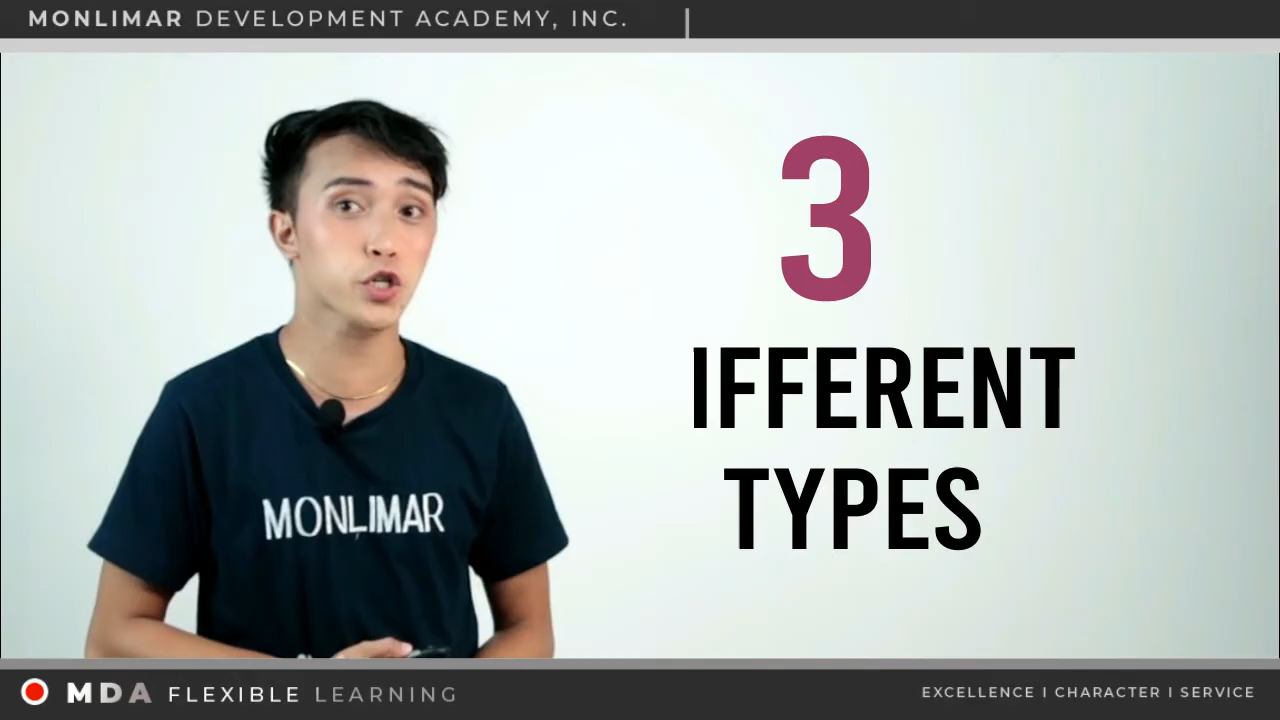 MONLIMAR DEVELOPMENT ACADEMY, INC. |
3
IFFERENT
TYPES
MONLIMAR
MDA FLEXIBLE LEARNING
EXCELLENCE I CHARACTER I SERVICE